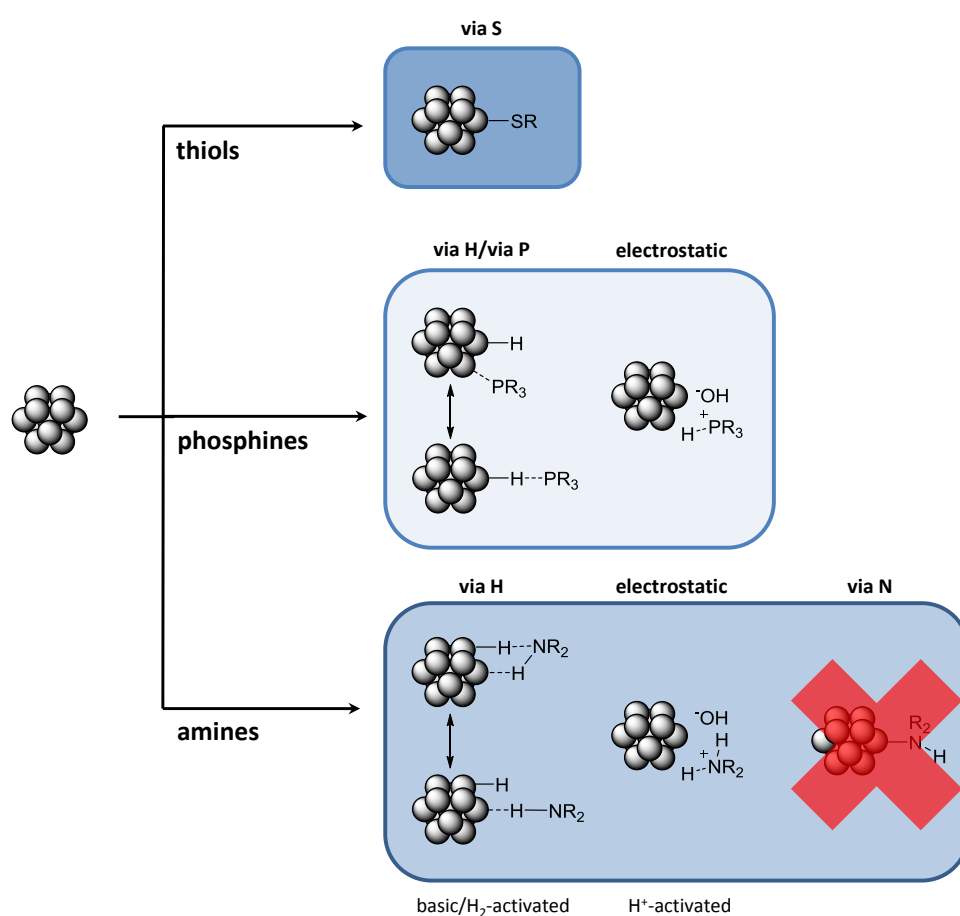 via S
SR
thiols
via H/via P
electrostatic
H
PR₃
⁻OH
+
H PR₃
H PR₃
phosphines
via H
electrostatic
via N
H NR₂
H
⁻OH
H
+
H NR₂
R₂
N
H
amines
H
H NR₂
basic/H₂-activated
H⁺-activated